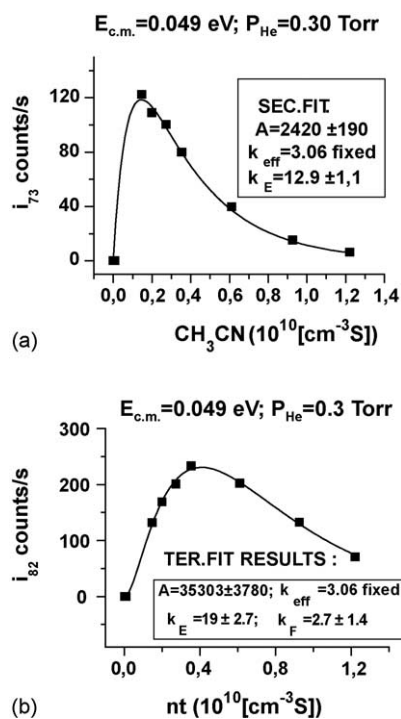 E c.m.=0.049 eV; P He=0.30 Torr
SEC.FIT.
A=2420 ±190
k eff=3.06 fixed
k E=12.9 ±1,1
i73 counts/s
120
80
40
0
0,0 0,2 0,4 0,6 0,8 1,0 1,2 1,4
CH3CN (10^10[cm^-3S)
(a)
E c.m.=0.049 eV; P He=0.3 Torr
i82 counts/s
300
200
100
0
TER.FIT RESULTS :
A=35303±3780; k eff=3.06 fixed
k E=19± 2.7; k F=2.7± 1.4
0,0 0,4 0,8 1,2
nt (10^10[cm^-3S)
(b)